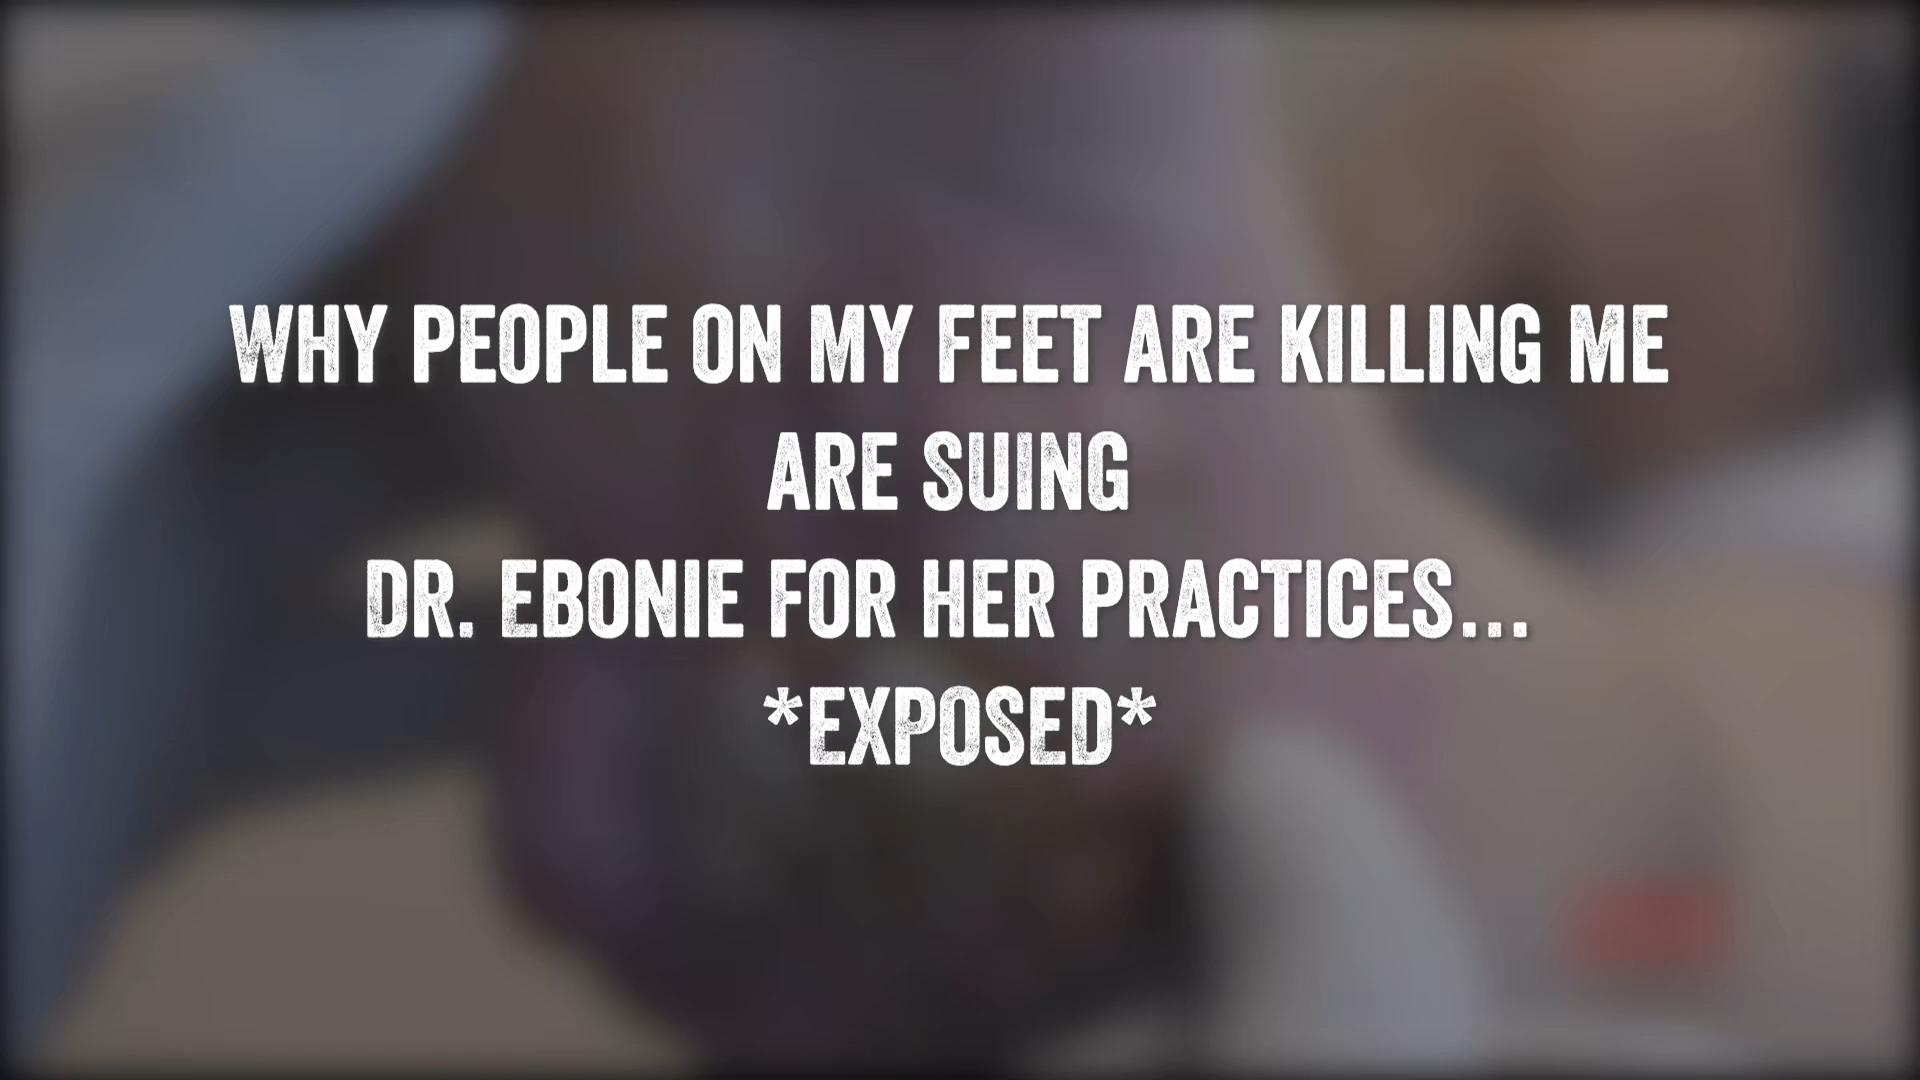 WHY PEOPLE ON MY FEET ARE KILLING ME
ARE SUING
DR. EBONIE FOR HER PRACTICES...
*EXPOSED*